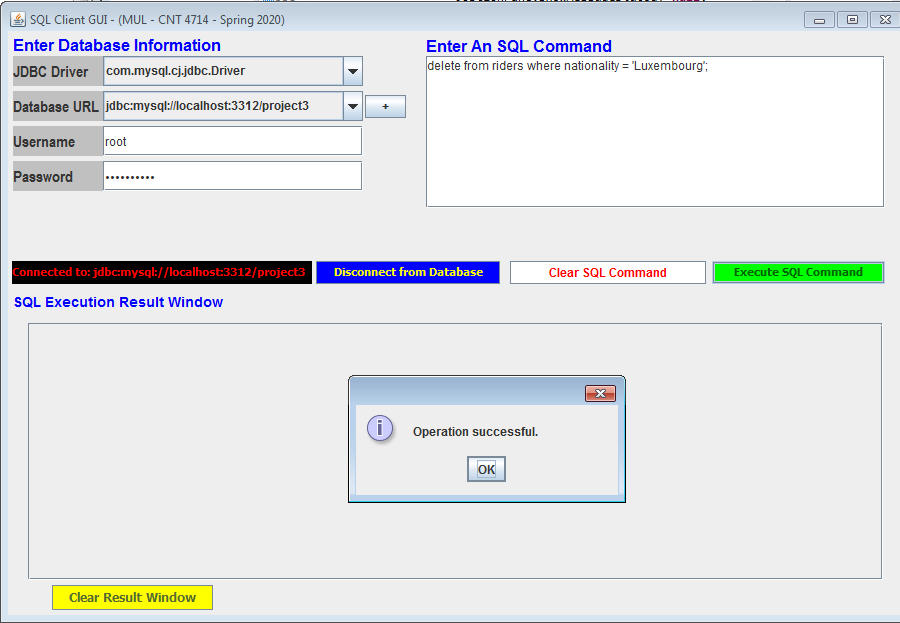 SQL Client GUI - (MUL - CNT 4714 - Spring 2020)
Enter Database Information
JDBC Driver com.mysql.cj.jdbc.Driver
Database URL jdbc:mysql://localhost:3312/project3 +
Username root
Password ••••••••••
Enter An SQL Command
delete from riders where nationality = 'Luxembourg';
Connected to: jdbc:mysql://localhost:3312/project3 Disconnect from Database Clear SQL Command Execute SQL Command
SQL Execution Result Window
Operation successful.
OK
Clear Result Window